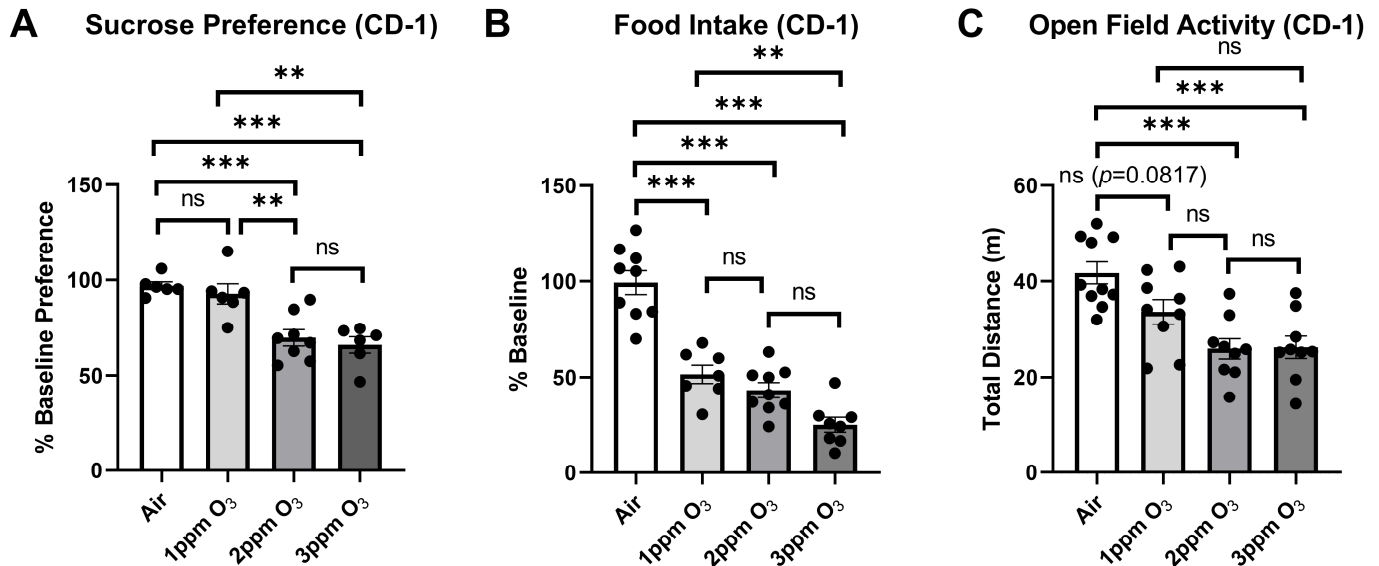 A Sucrose Preference (CD-1)
**
***
***
ns
**
ns
% Baseline Preference
150
100
50
0
Air
1ppm O₃
2ppm O₃
3ppm O₃
B Food Intake (CD-1)
**
***
***
***
ns
ns
% Baseline
150
100
50
0
Air
1ppm O₃
2ppm O₃
3ppm O₃
C Open Field Activity (CD-1)
ns
***
***
ns (p=0.0817)
ns
ns
Total Distance (m)
60
40
20
0
Air
1ppm O₃
2ppm O₃
3ppm O₃